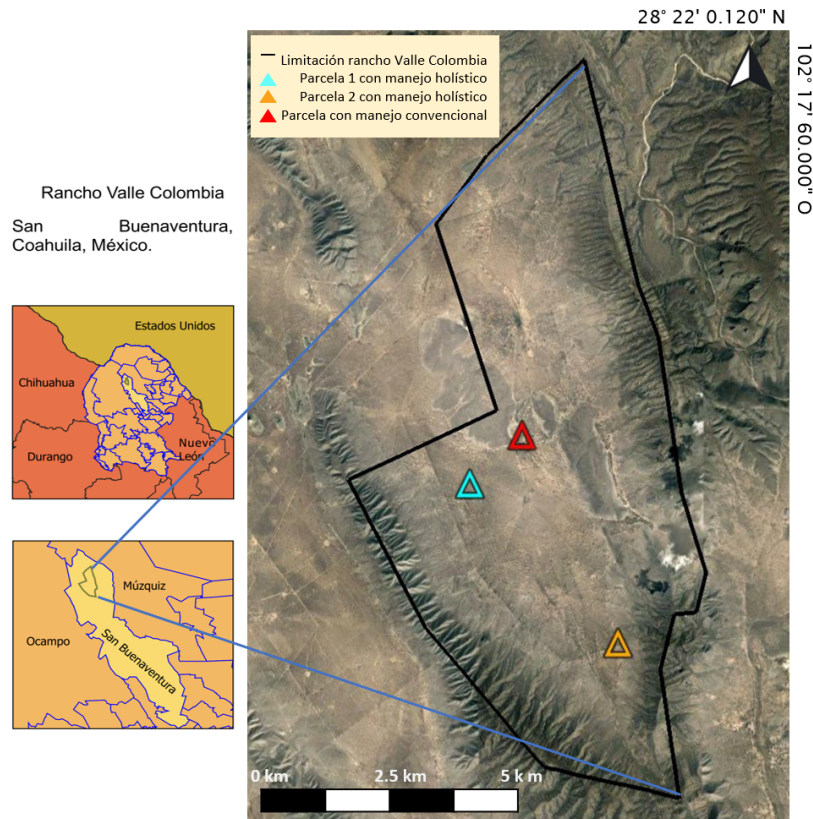 28° 22' 0.120" N
102° 17' 60.000" O
Limitación rancho Valle Colombia
Parcela 1 con manejo holístico
Parcela 2 con manejo holístico
Parcela con manejo convencional
Rancho Valle Colombia
San Buenaventura,
Coahuila, México.
Estados Unidos
Chihuahua
Nuevo
León
Durango
Múzquiz
Ocampo
San Buenaventura
0 km 2.5 km 5 k m